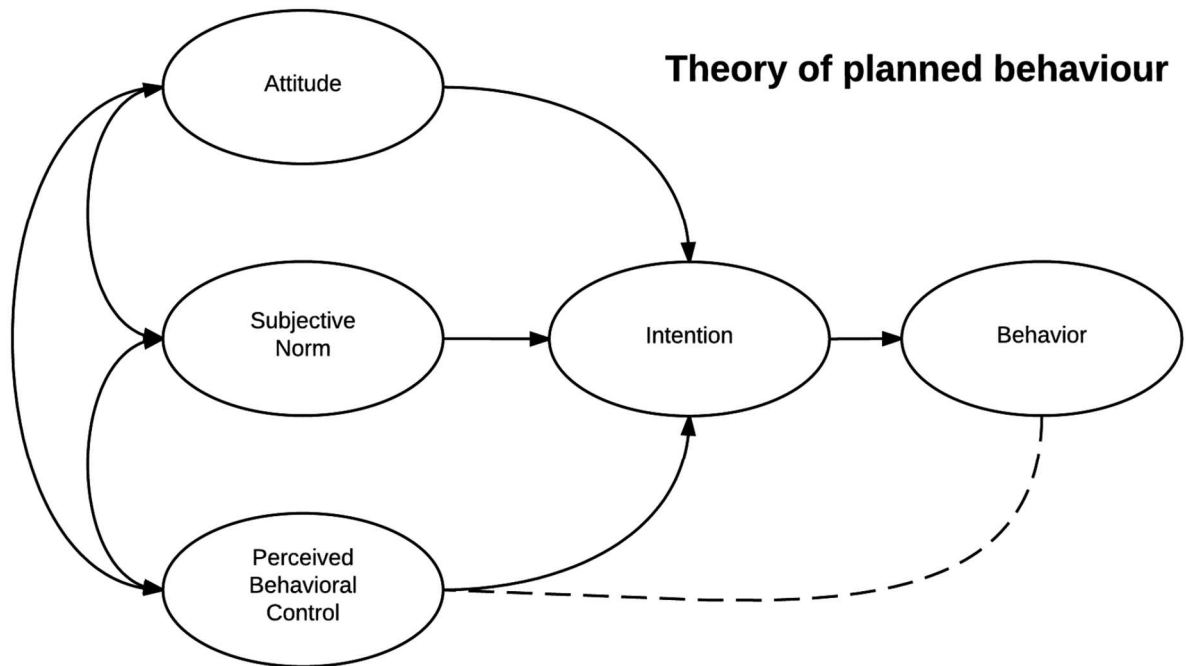 Theory of planned behaviour
Attitude
Subjective
Norm
Intention
Behavior
Perceived
Behavioral
Control